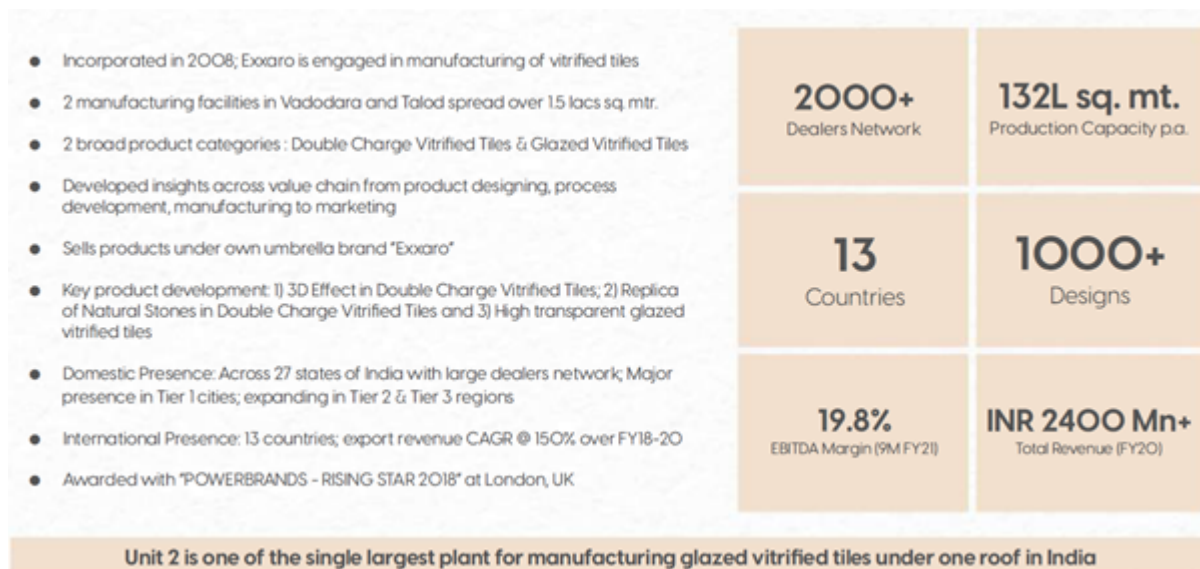 Incorporated in 2008; Exxaro is engaged in manufacturing of vitrified tiles
2 manufacturing facilities in Vadodara and Talod spread over 1.5 lacs sq. mtr.
2 broad product categories : Double Charge Vitrified Tiles & Glazed Vitrified Tiles
Developed insights across value chain from product designing, process
development, manufacturing to marketing
Sells products under own umbrella brand "Exxaro"
Key product development: 1) 3D Effect in Double Charge Vitrified Tiles; 2) Replica
of Natural Stones in Double Charge Vitrified Tiles and 3) High transparent glazed
vitrified tiles
Domestic Presence: Across 27 states of India with large dealers network; Major
presence in Tier 1 cities; expanding in Tier 2 & Tier 3 regions
International Presence: 13 countries; export revenue CAGR @ 150% over FY18-20
Awarded with "POWERBRANDS - RISING STAR 2018" at London, UK
2000+
Dealers Network
132L sq. mt.
Production Capacity p.a.
13
Countries
1000+
Designs
19.8%
EBITDA Margin (9M FY21)
INR 2400 Mn+
Total Revenue (FY20)
Unit 2 is one of the single largest plant for manufacturing glazed vitrified tiles under one roof in India